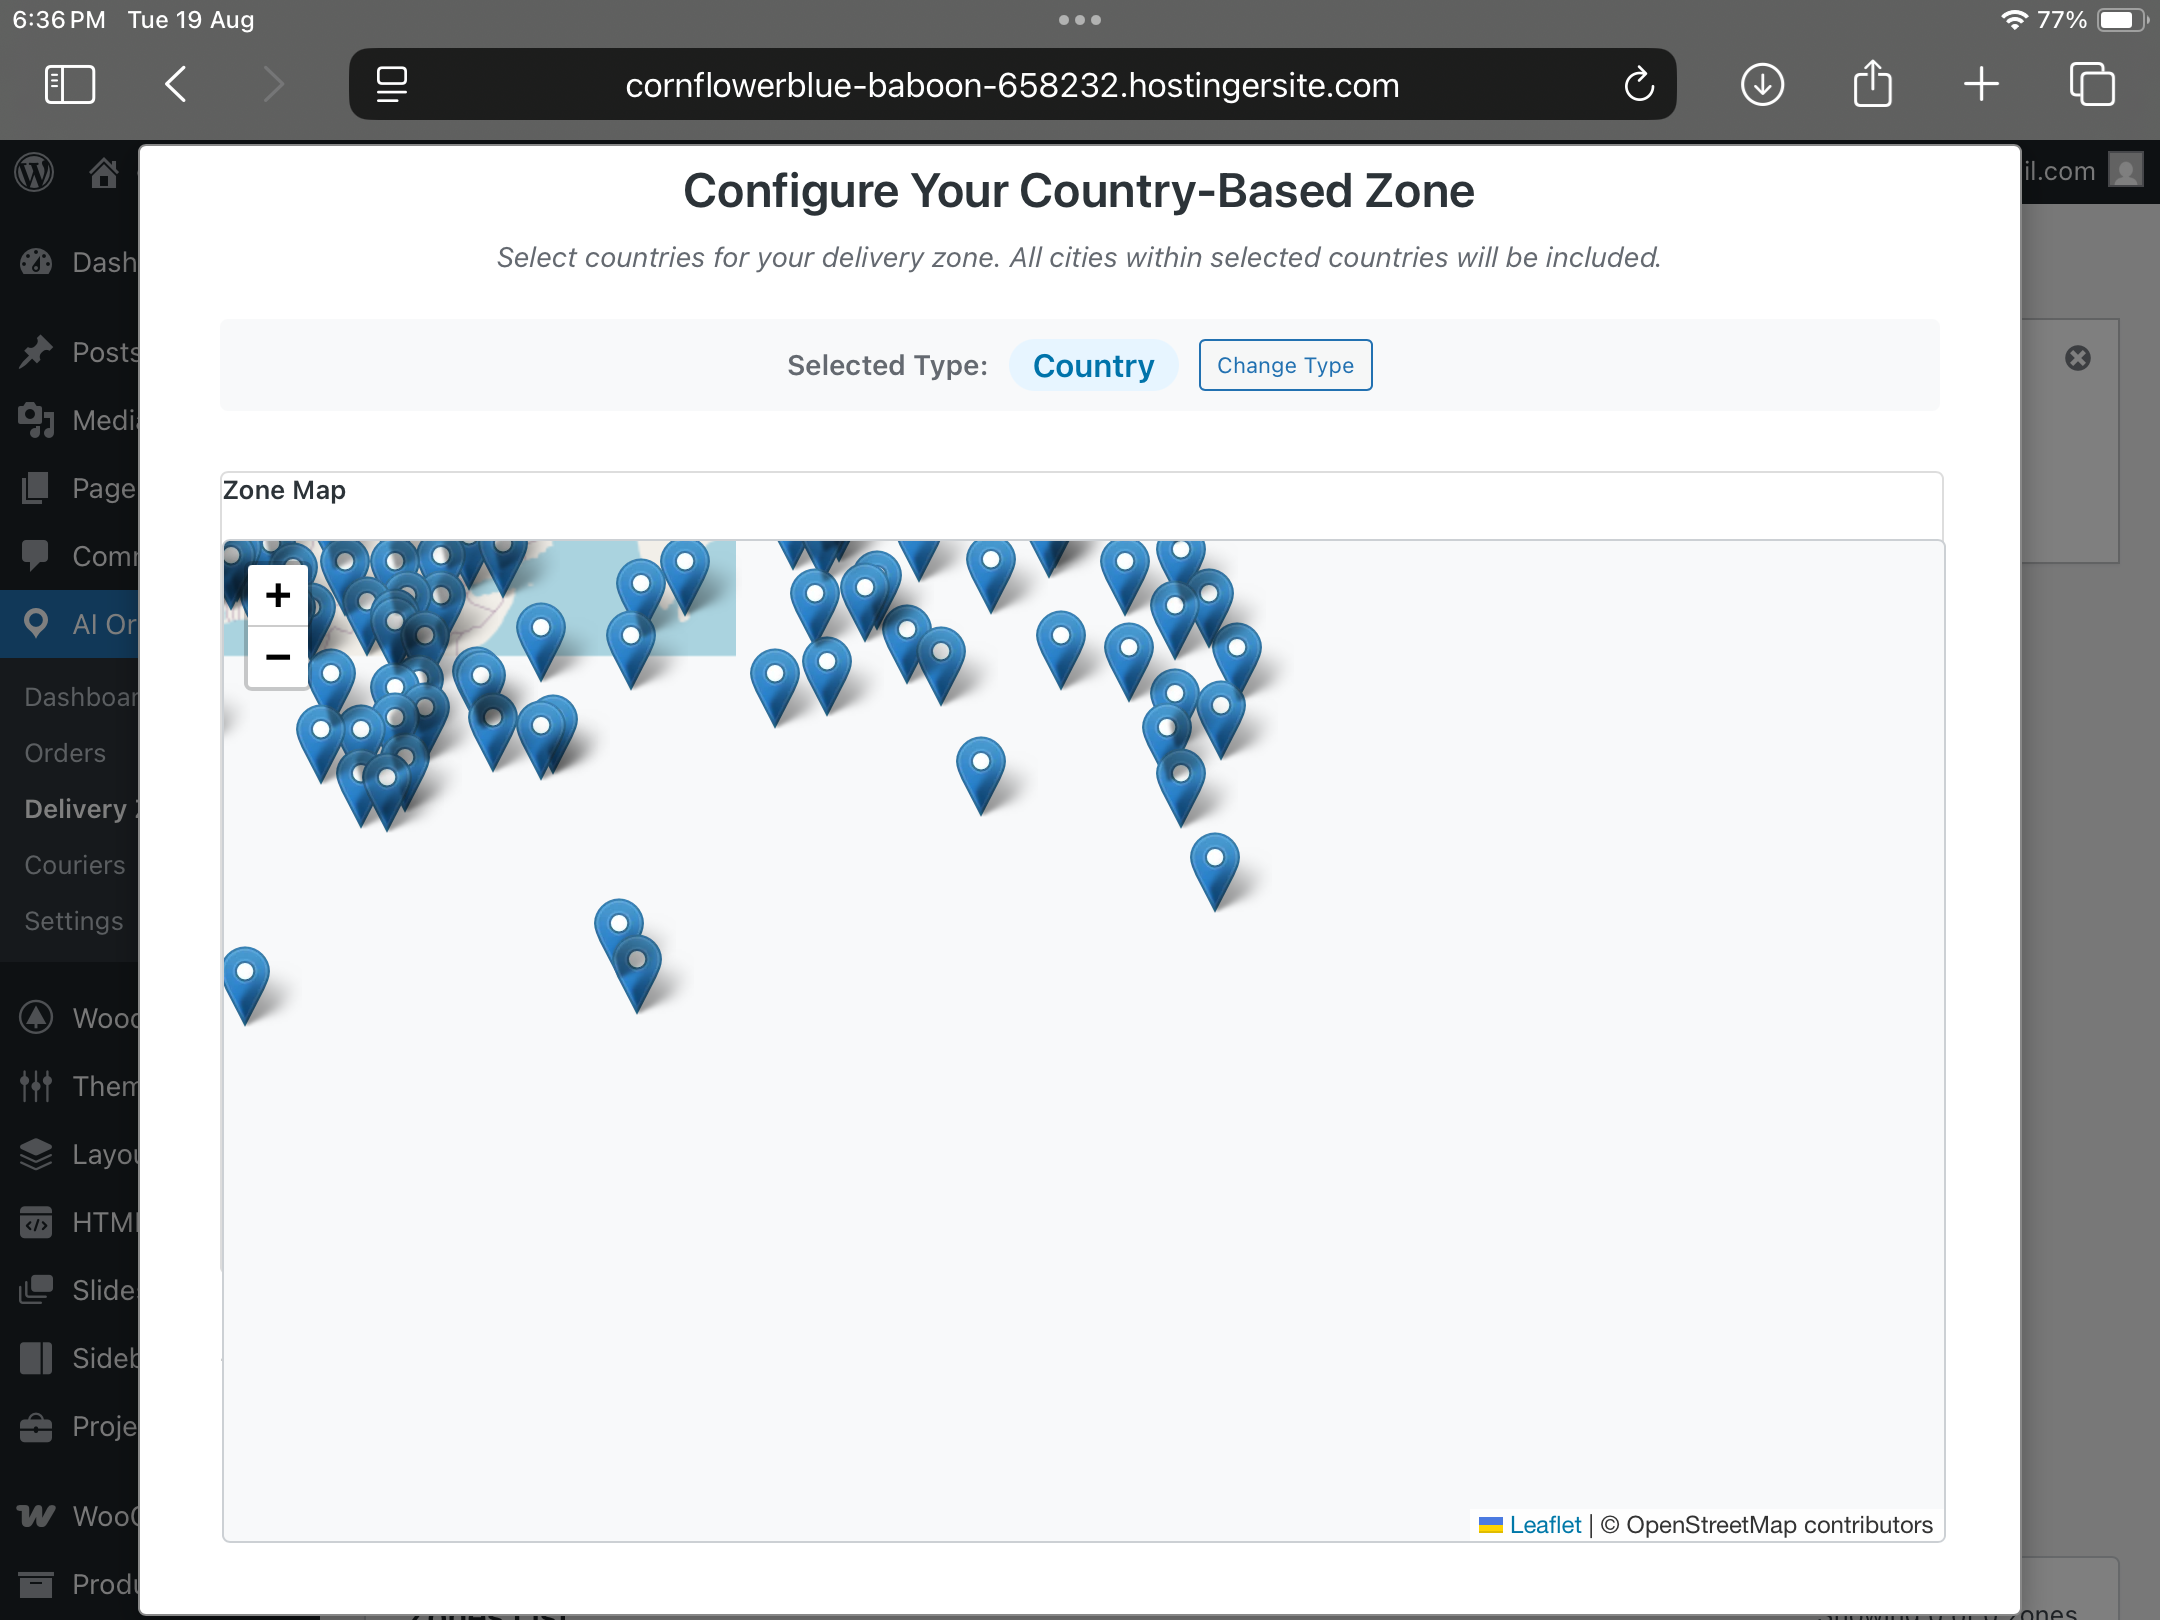 6:36 PM Tue 19 Aug
77%
cornflowerblue-baboon-658232.hostingersite.com
il.com
Configure Your Country-Based Zone
Select countries for your delivery zone. All cities within selected countries will be included.
Selected Type: Country Change Type
Zone Map
+
−
Leaflet | © OpenStreetMap contributors
Dash
Posts
Medi
Page
Com
AI Or
Dashboar
Orders
Delivery
Couriers
Settings
Wooc
Them
Layou
HTM
Slide
Sideb
Proje
Woo
Produ